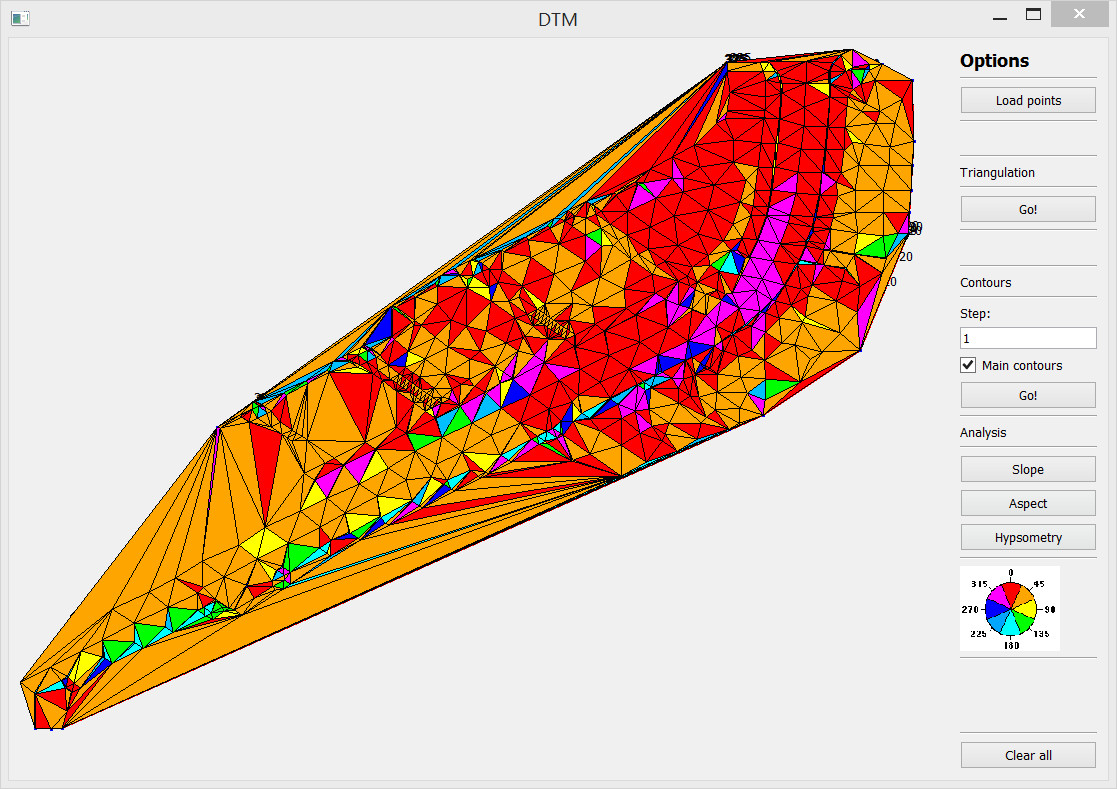 DTM
Options
Load points
Triangulation
Go!
Contours
Step:
1
Main contours
Go!
Analysis
Slope
Aspect
Hypsometry
0
315 45
270 90
225 135
180
Clear all
20